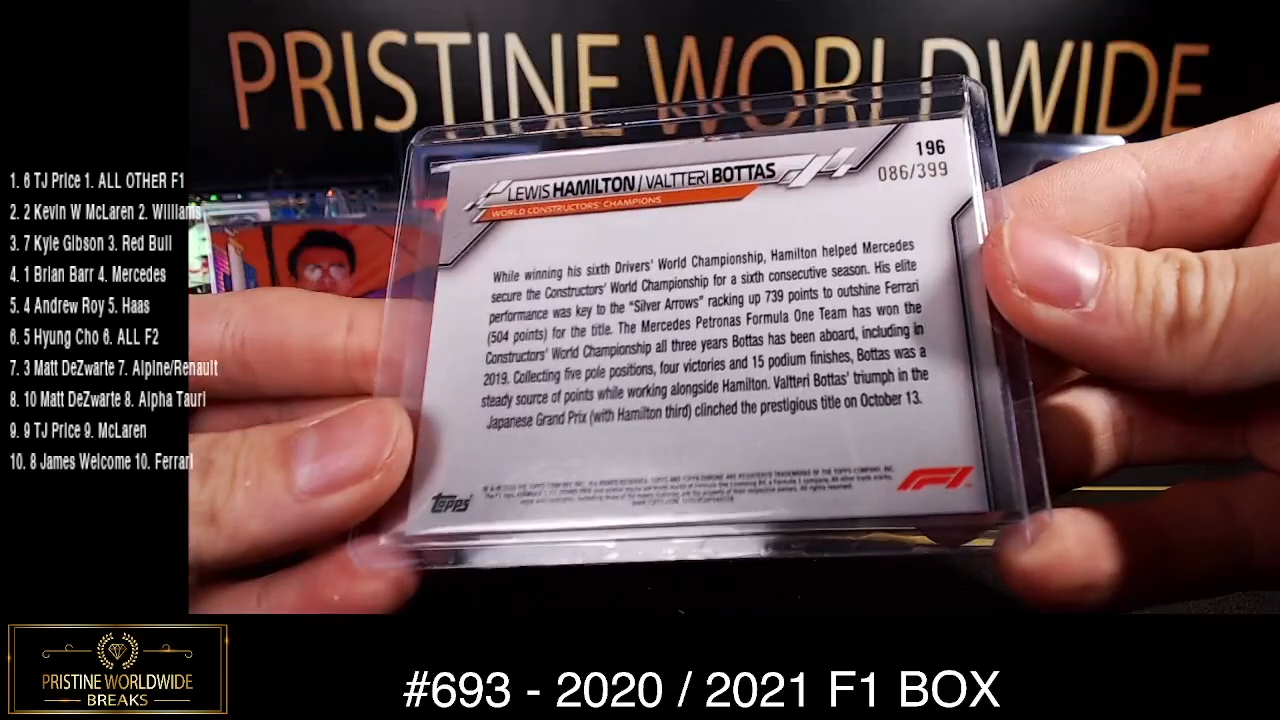 PRISTINE WORLDWIDE
1. 6 TJ Price 1. ALL OTHER F1
2. 2 Kevin W McLaren 2. Williams
3. 7 Kyle Gibson 3. Red Bull
4. 1 Brian Barr 4. Mercedes
5. 4 Andrew Roy 5. Haas
6. 5 Hyung Cho 6. ALL F2
7. 3 Matt DeZwarte 7. Alpine/Renault
8. 10 Matt DeZwarte 8. Alpha Tauri
9. 9 TJ Price 9. McLaren
10. 8 James Welcome 10. Ferrari
196
086/399
LEWIS HAMILTON / VALTTERI BOTTAS
WORLD CONSTRUCTORS' CHAMPIONS
While winning his sixth Drivers' World Championship, Hamilton helped Mercedes
secure the Constructors' World Championship for a sixth consecutive season. His elite
performance was key to the "Silver Arrows" racking up 739 points to outshine Ferrari
(504 points) for the title. The Mercedes Petronas Formula One Team has won the
Constructors' World Championship all three years Bottas has been aboard, including in
2019. Collecting five pole positions, four victories and 15 podium finishes, Bottas was a
steady source of points while working alongside Hamilton. Valtteri Bottas' triumph in the
Japanese Grand Prix (with Hamilton third) clinched the prestigious title on October 13.
Topps
F1
PRISTINE WORLDWIDE
BREAKS
#693 - 2020 / 2021 F1 BOX